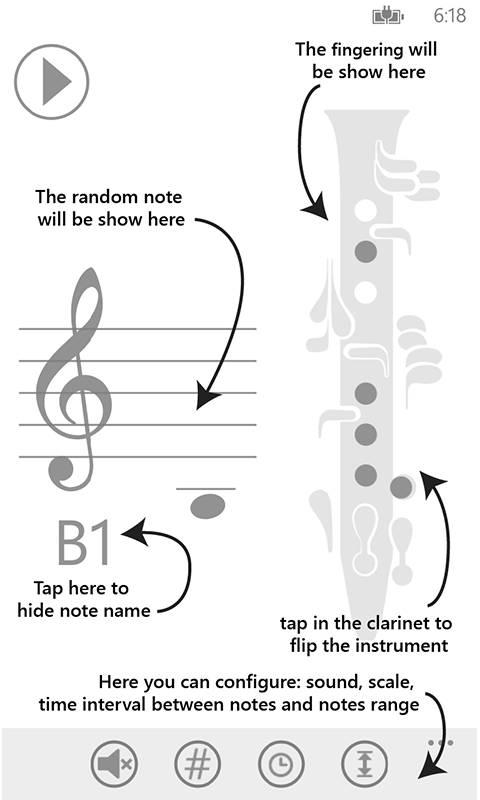 6:18
The fingering will
be show here
The random note
will be show here
B1
Tap here to
hide note name
tap in the clarinet to
flip the instrument
Here you can configure: sound, scale,
time interval between notes and notes range
#